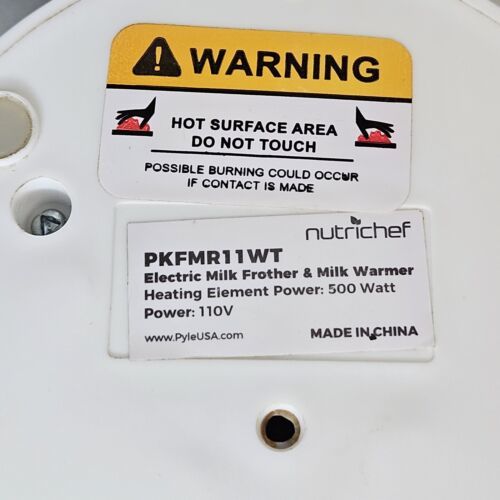 WARNING
HOT SURFACE AREA
DO NOT TOUCH
POSSIBLE BURNING COULD OCCUR
IF CONTACT IS MADE
nutrichef
PKFMR11WT
Electric Milk Frother & Milk Warmer
Heating Element Power: 500 Watt
Power: 110V
www.PyleUSA.com MADE IN CHINA